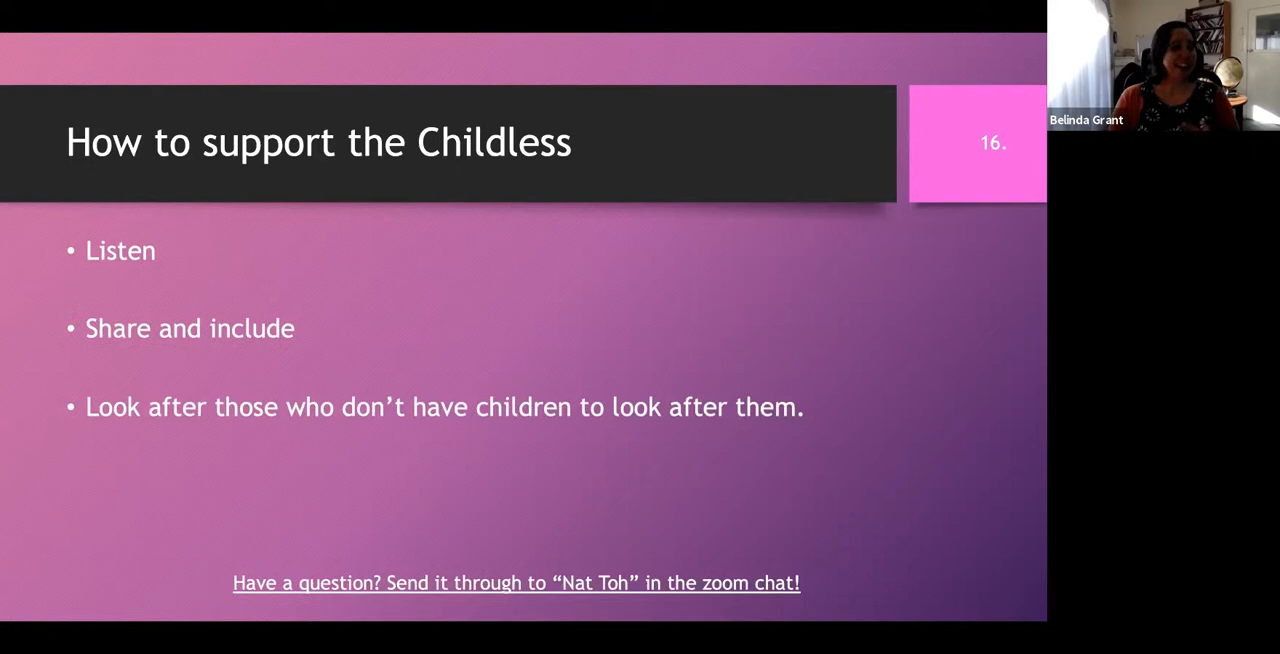 How to support the Childless
16.
Belinda Grant
• Listen
• Share and include
• Look after those who don’t have children to look after them.
Have a question? Send it through to “Nat Toh” in the zoom chat!